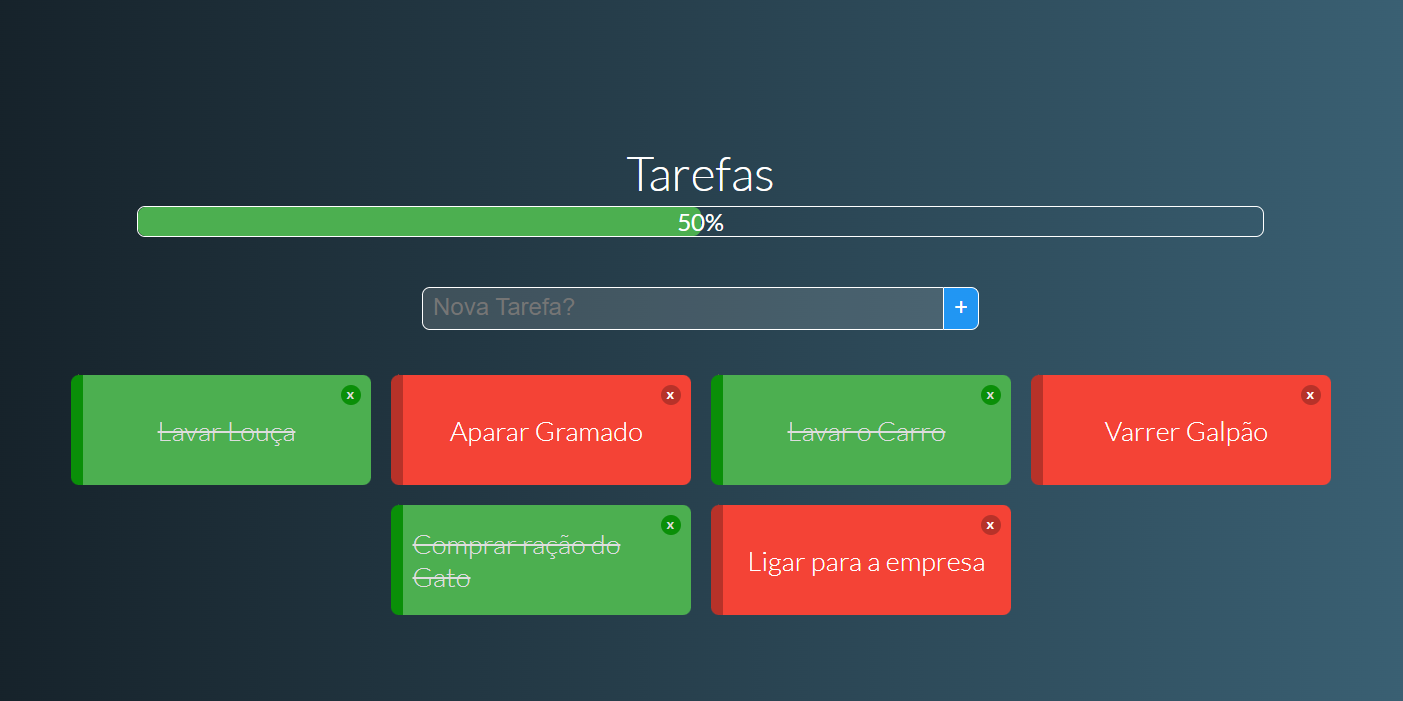 Tarefas
50%
Nova Tarefa?
+
x
x
x
x
Lavar Louça
Aparar Gramado
Lavar o Carro
Varrer Galpão
x
x
Comprar ração do
Gato
Ligar para a empresa